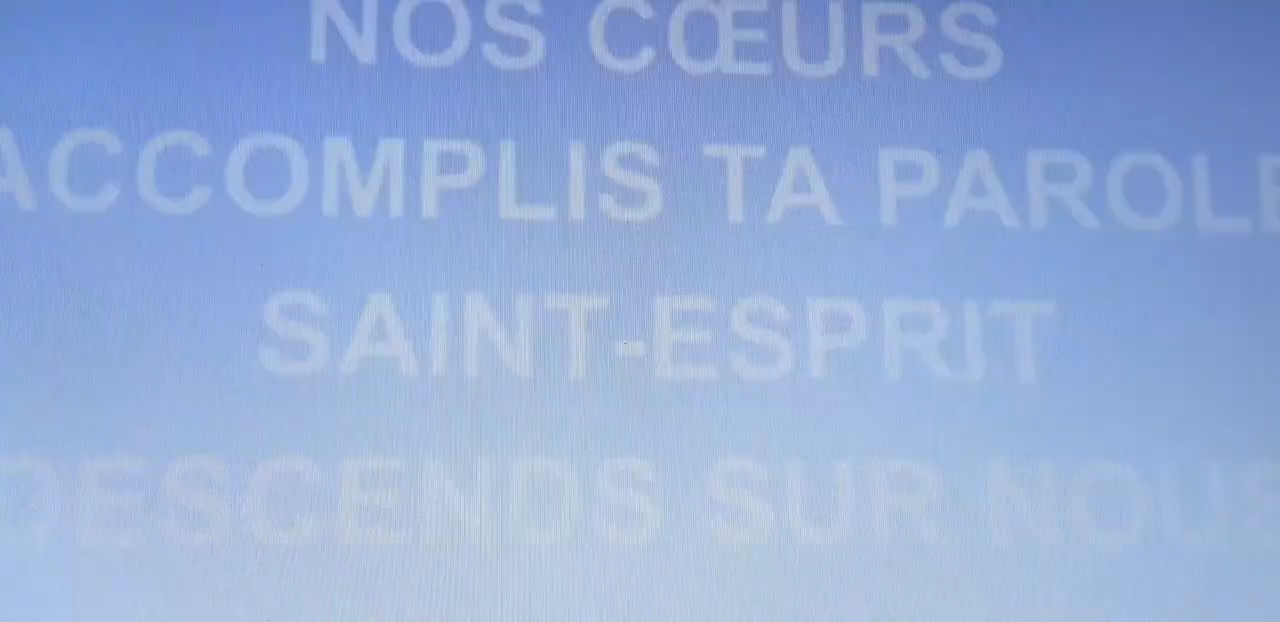 NOS CŒURS
ACCOMPLIS TA PAROLE
SAINT-ESPRIT
DESCENDS SUR NOUS